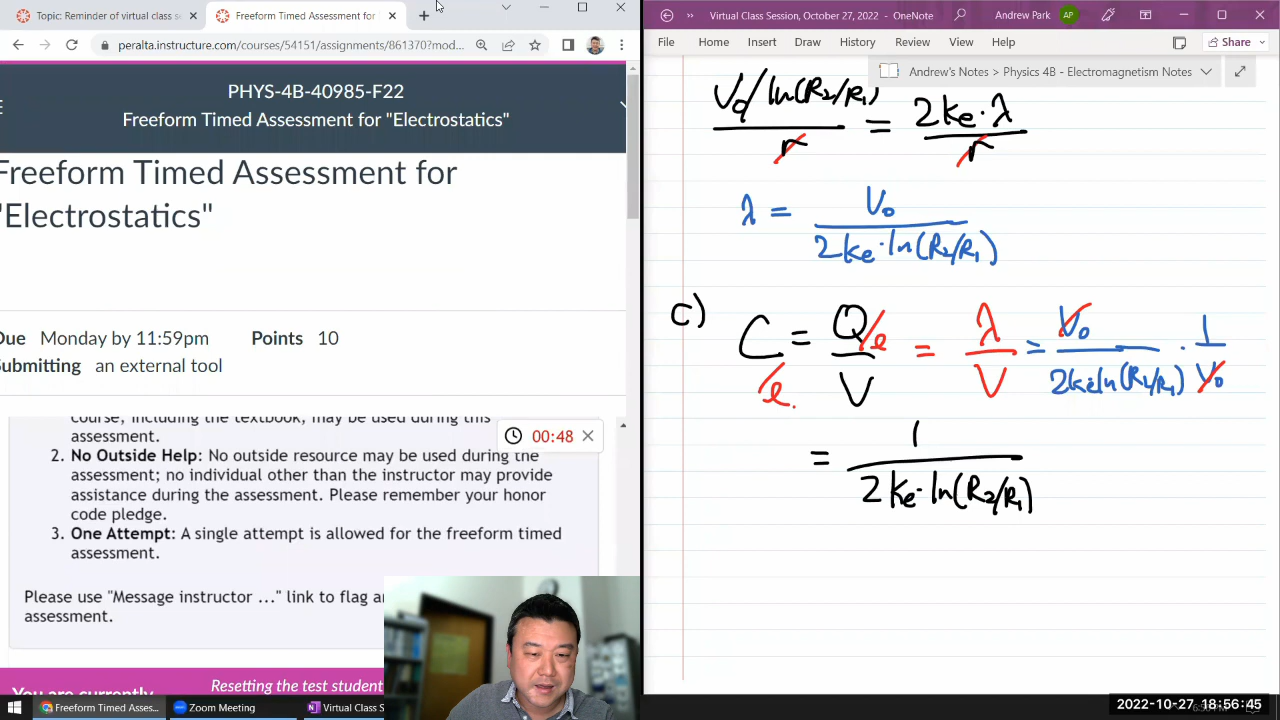 Topic: Reminder of virtual class s
Freeform Timed Assessment for
peralta.instructure.com/courses/54151/assignments/861370?mod...
PHYS-4B-40985-F22
Freeform Timed Assessment for "Electrostatics"
Freeform Timed Assessment for
"Electrostatics"
Due Monday by 11:59pm Points 10
Submitting an external tool
course, including the textbook, may be used during this
assessment.
00:48
2. No Outside Help: No outside resource may be used during the
assessment; no individual other than the instructor may provide
assistance during the assessment. Please remember your honor
code pledge.
3. One Attempt: A single attempt is allowed for the freeform timed
assessment.
Please use "Message instructor ..." link to flag an
assessment.
You are currently
Resetting the test student
Freeform Timed Asses...
Zoom Meeting
Virtual Class S
Virtual Class Session, October 27, 2022 - OneNote
Andrew Park AP
File Home Insert Draw History Review View Help Share
Andrew's Notes > Physics 4B - Electromagnetism Notes
V₀/ln(R₂/R₁) / r = 2ke·λ / r
λ = V₀ / 2ke·ln(R₂/R₁)
c) C/ℓ = Q/ℓ / V = λ / V = V₀ / 2ke ln(R₂/R₁) · 1 / V₀
= 1 / 2ke·ln(R₂/R₁)
2022-10-27 18:56:45